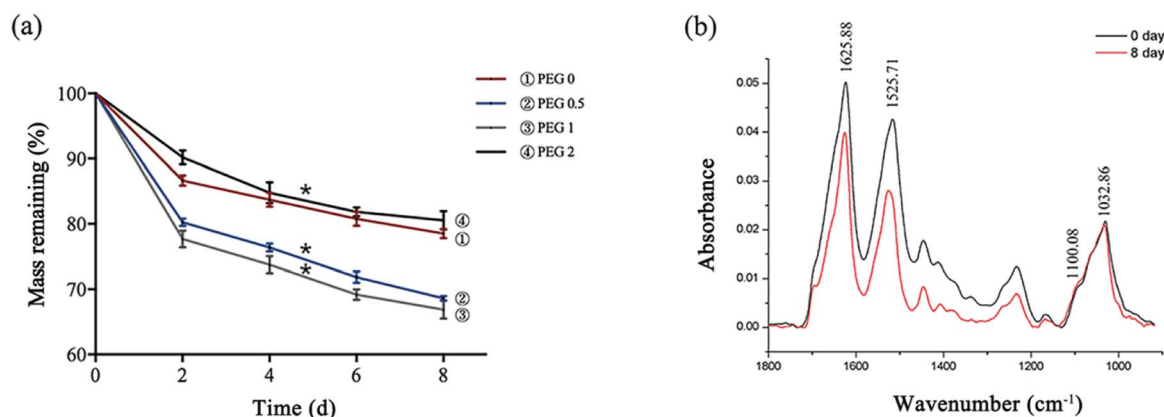 (a)
① PEG 0
② PEG 0.5
③ PEG 1
④ PEG 2
Mass remaining (%)
100
90
80
70
60
*
*
*
④
①
②
③
0 2 4 6 8
Time (d)
(b)
0 day
8 day
1625.88
1525.71
1100.08
1032.86
Absorbance
0.05
0.04
0.03
0.02
0.01
0.00
1800 1600 1400 1200 1000
Wavenumber (cm⁻¹)